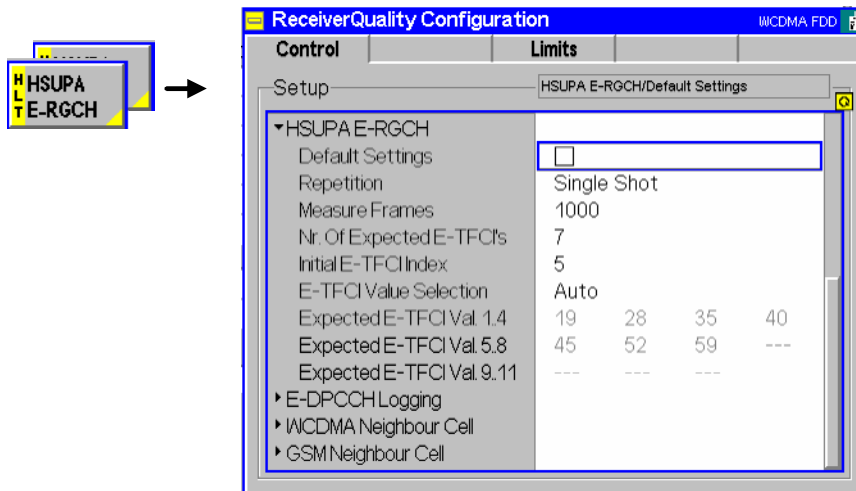 HLT HSUPA
E-RGCH
ReceiverQuality Configuration WCDMA FDD
Control Limits
Setup HSUPA E-RGCH/Default Settings
HSUPA E-RGCH
Default Settings
Repetition Single Shot
Measure Frames 1000
Nr. Of Expected E-TFCI's 7
Initial E-TFCI Index 5
E-TFCI Value Selection Auto
Expected E-TFCI Val. 1..4 19 28 35 40
Expected E-TFCI Val. 5..8 45 52 59 ---
Expected E-TFCI Val. 9..11 --- --- ---
E-DPCCH Logging
WCDMA Neighbour Cell
GSM Neighbour Cell